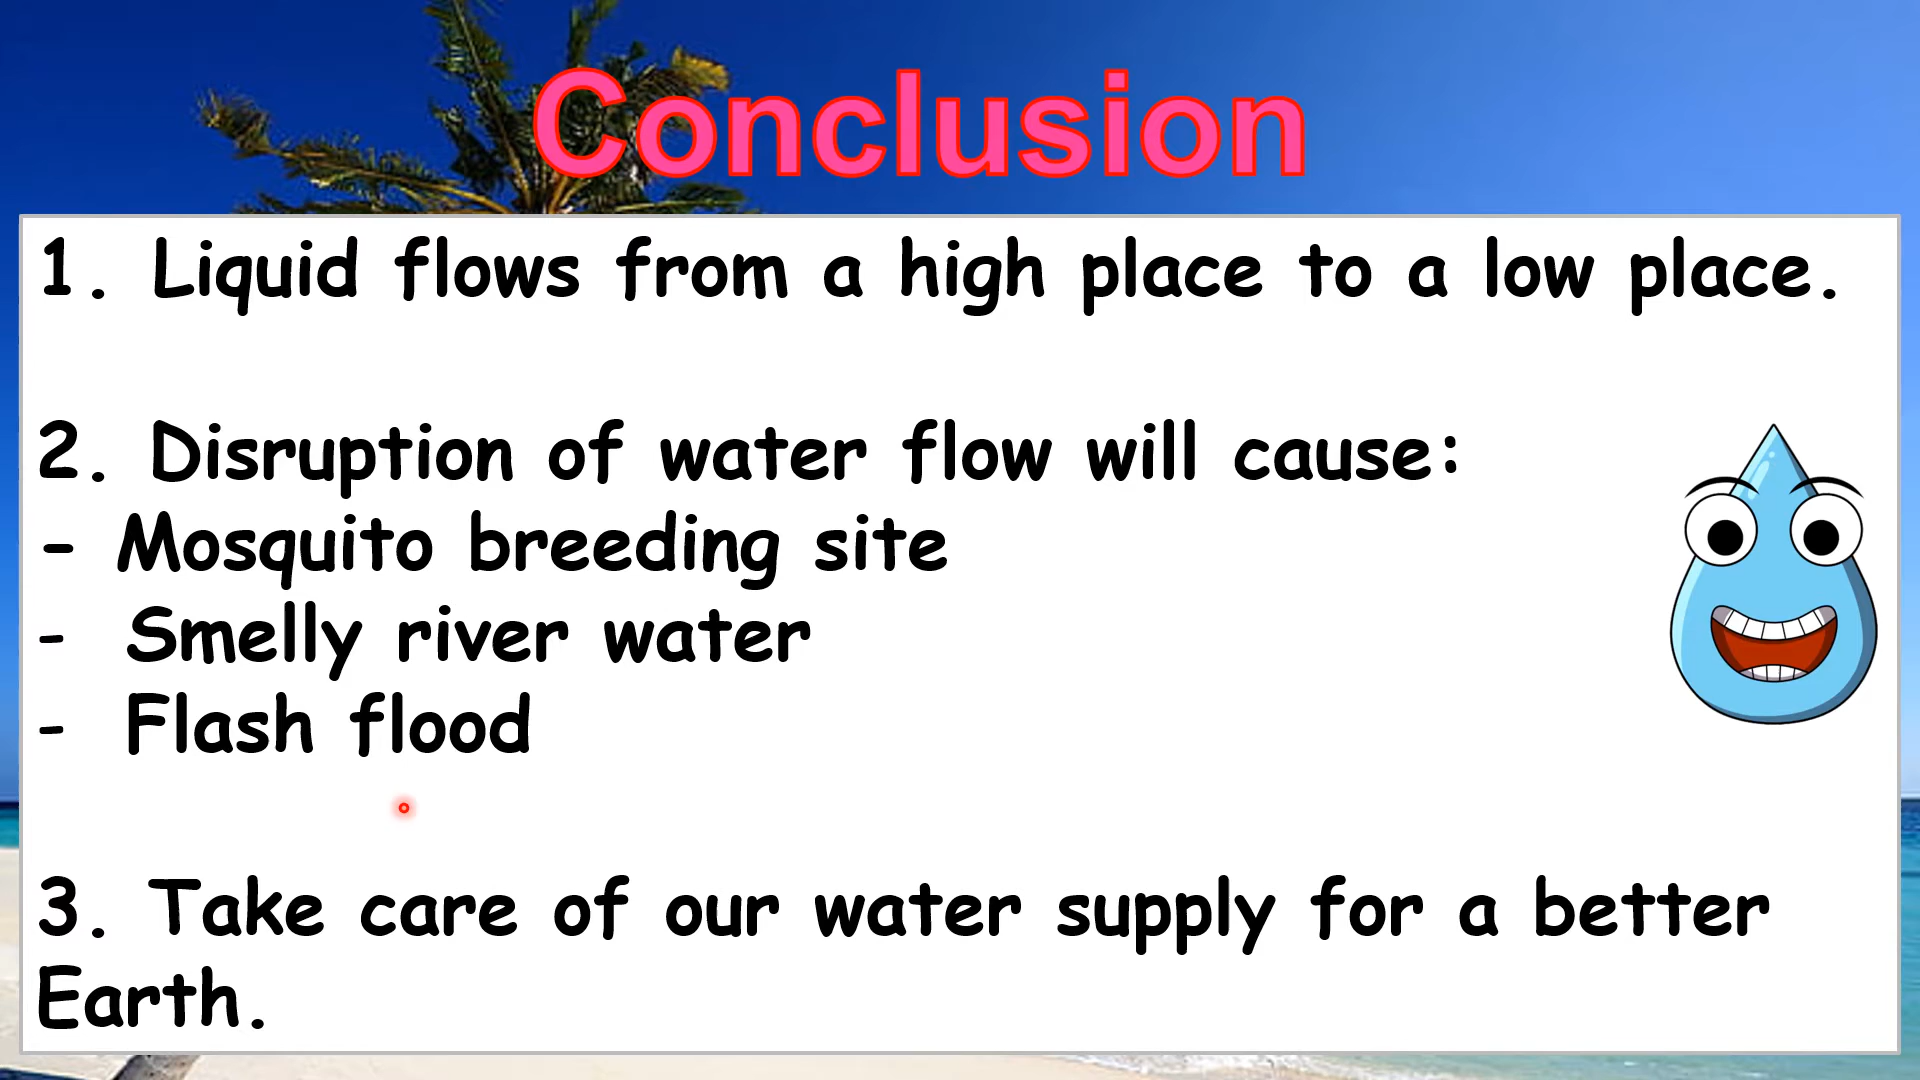 Conclusion
1. Liquid flows from a high place to a low place.
2. Disruption of water flow will cause:
- Mosquito breeding site
- Smelly river water
- Flash flood
3. Take care of our water supply for a better
Earth.